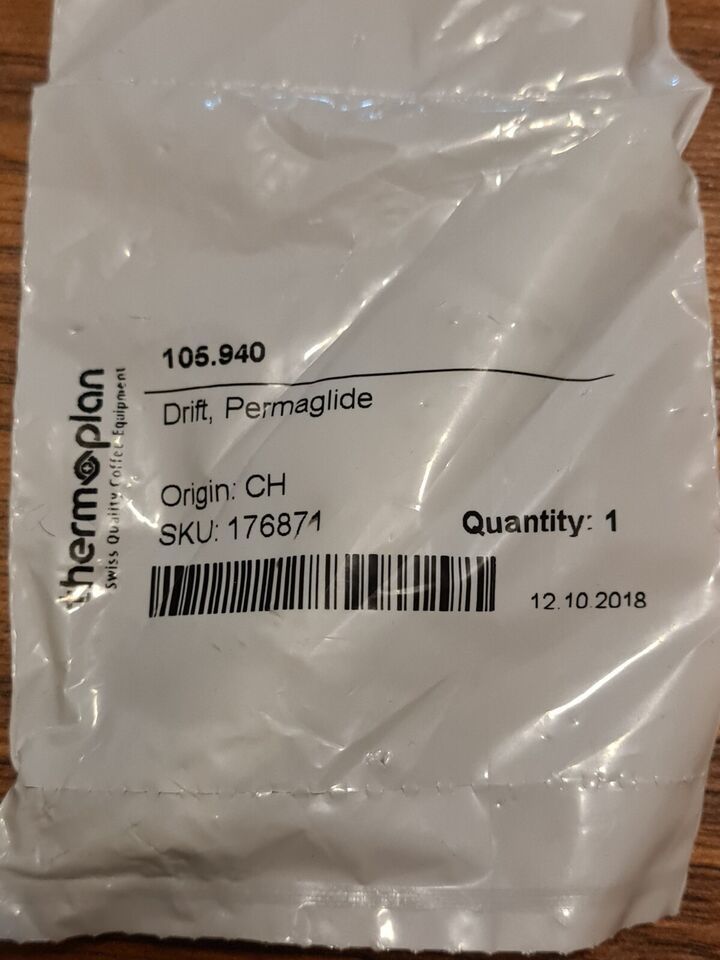 105.940
Drift, Permaglide
Origin: CH
SKU: 176871
Quantity: 1
12.10.2018
thermoplan
Swiss Quality Coffee Equipment